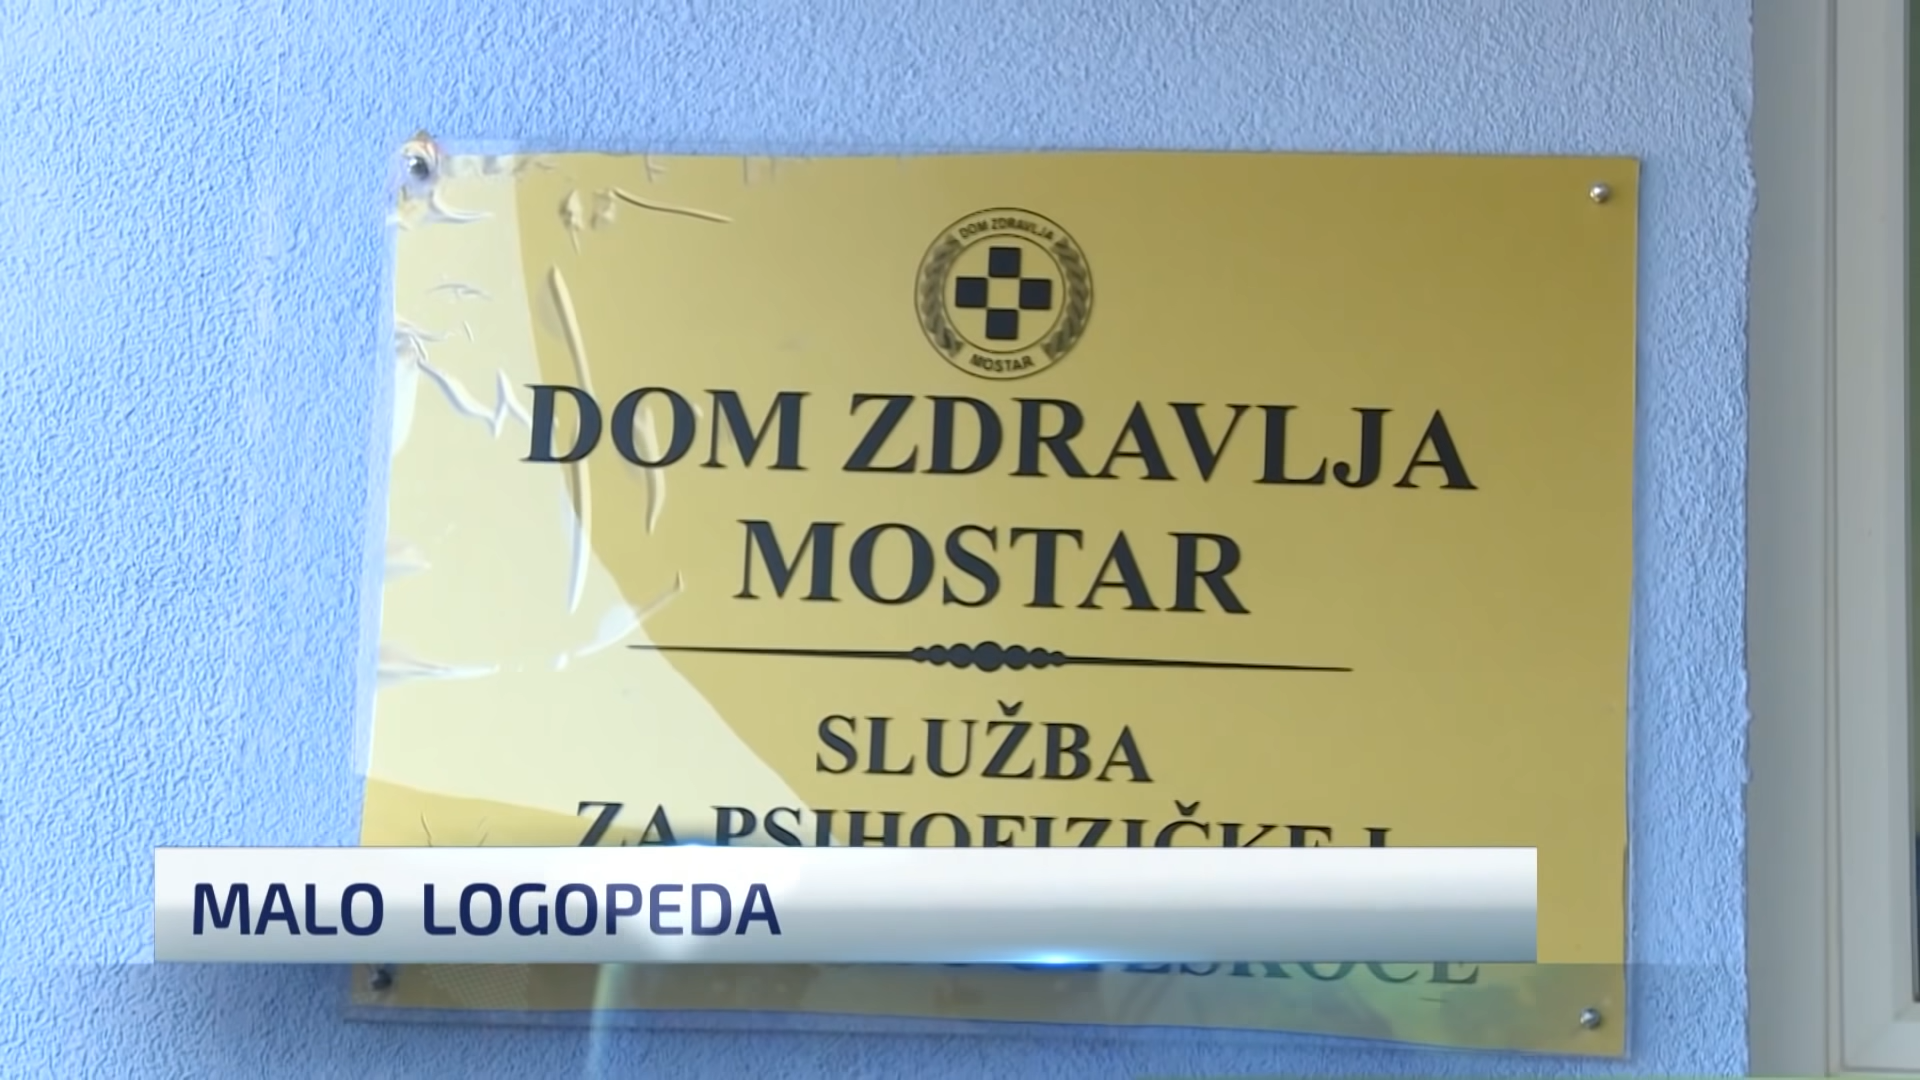 DOM ZDRAVLJA
MOSTAR
DOM ZDRAVLJA
MOSTAR
SLUŽBA
ZA PSIHOFIZIČKE I
MALO LOGOPEDA